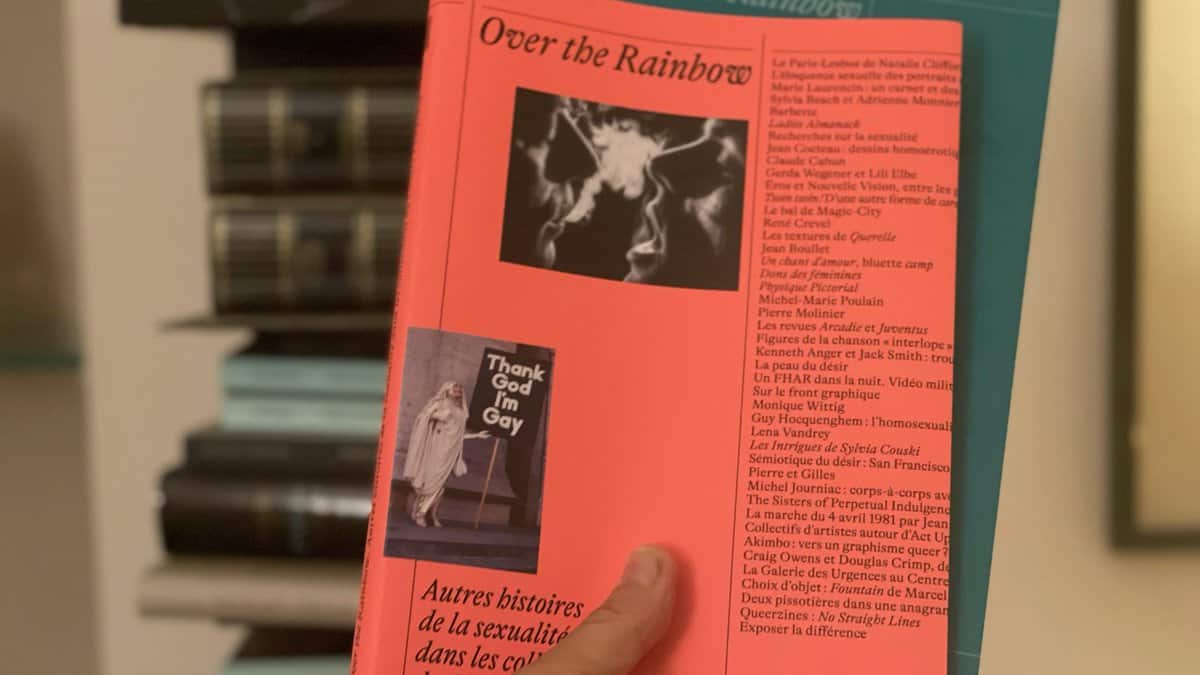 Rainbow
Over the Rainbow
Thank
God
I'm
Gay
Autres histoires
de la sexualité
dans les col
Le Paris-Lesbos de Natalie Cliffor
L'éloquence sexuelle des portraits
Marie Laurencin : un carnet et des
Sylvia Beach et Adrienne Monnier
Barbette
Ladies Almanack
Recherches sur la sexualité
Jean Cocteau : dessins homoérotiq
Claude Cahun
Gerda Wegener et Lili Elbe
Éros et Nouvelle Vision, entre les
D'une autre forme de
Le bal de Magic-City
René Crevel
Les textures de Querelle
Jean Boullet
Un chant d'amour, bluette camp
Dons des féminines
Physique Pictorial
Michel-Marie Poulain
Pierre Molinier
Les revues Arcadie et Juventus
Figures de la chanson « interlope »
Kenneth Anger et Jack Smith : trou
La peau du désir
Un FHAR dans la nuit. Vidéo milit
Sur le front graphique
Monique Wittig
Guy Hocquenghem : l'homosexuali
Lena Vandrey
Les Intrigues de Sylvia Couski
Sémiotique du désir : San Francisco
Pierre et Gilles
Michel Journiac : corps-à-corps ave
The Sisters of Perpetual Indulgene
La marche du 4 avril 1981 par Jean
Collectifs d'artistes autour d'Act Up
Akimbo : vers un graphisme queer ?
Craig Owens et Douglas Crimp, de
La Galerie des Urgences au Centre
Choix d'objet : Fountain de Marcel
Deux pissotières dans une anagran
Queerzines : No Straight Lines
Exposer la différence